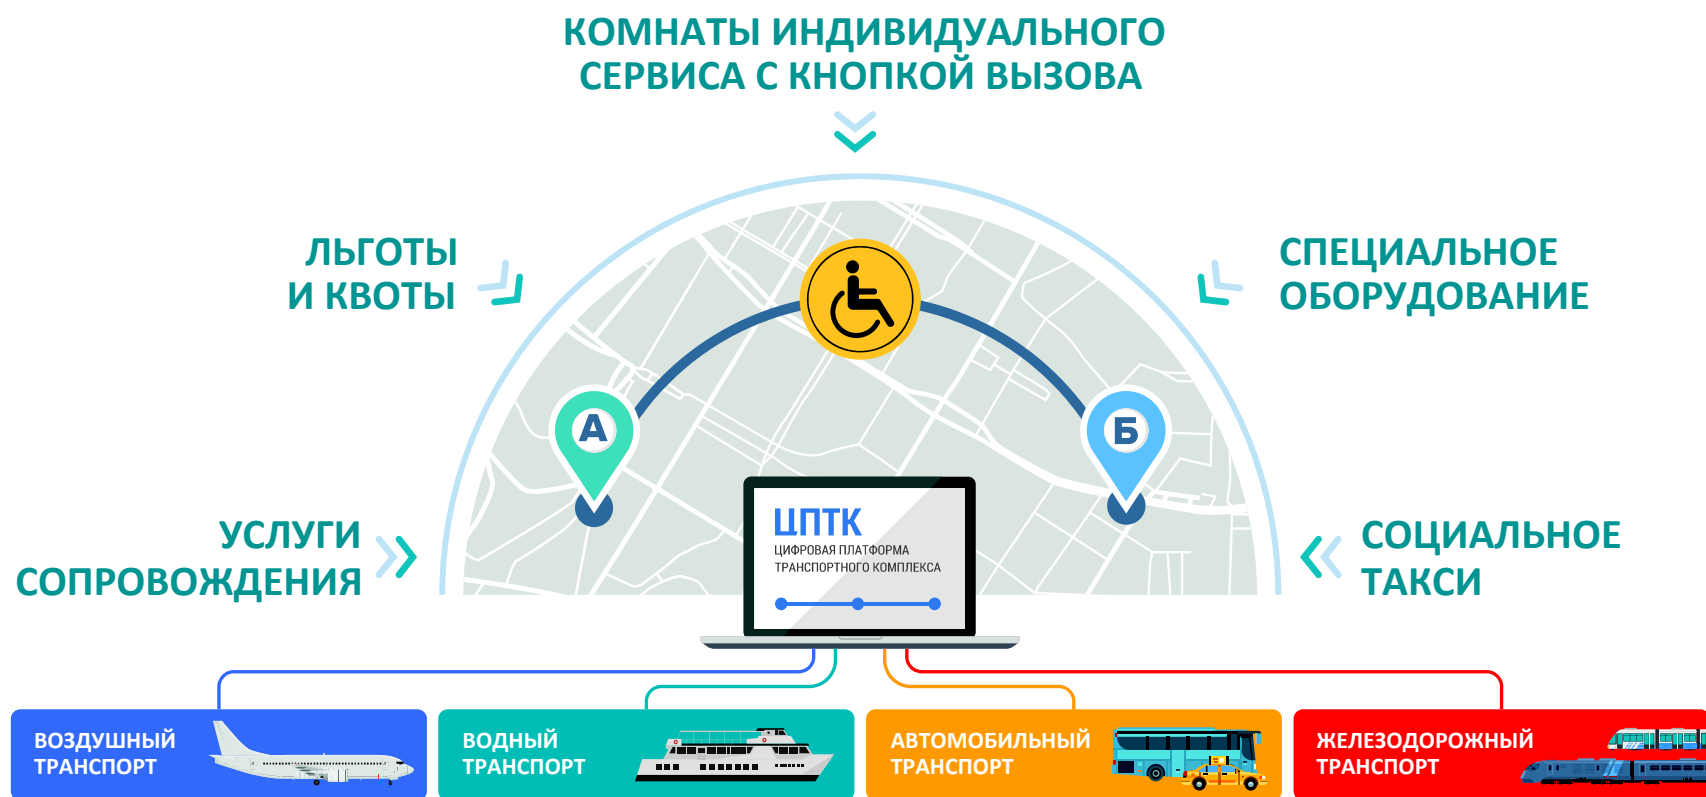 КОМНАТЫ ИНДИВИДУАЛЬНОГО
СЕРВИСА С КНОПКОЙ ВЫЗОВА
ЛЬГОТЫ
И КВОТЫ
СПЕЦИАЛЬНОЕ
ОБОРУДОВАНИЕ
А
Б
УСЛУГИ
СОПРОВОЖДЕНИЯ
ЦПТК
ЦИФРОВАЯ ПЛАТФОРМА
ТРАНСПОРТНОГО КОМПЛЕКСА
СОЦИАЛЬНОЕ
ТАКСИ
ВОЗДУШНЫЙ
ТРАНСПОРТ
ВОДНЫЙ
ТРАНСПОРТ
АВТОМОБИЛЬНЫЙ
ТРАНСПОРТ
ЖЕЛЕЗОДОРОЖНЫЙ
ТРАНСПОРТ